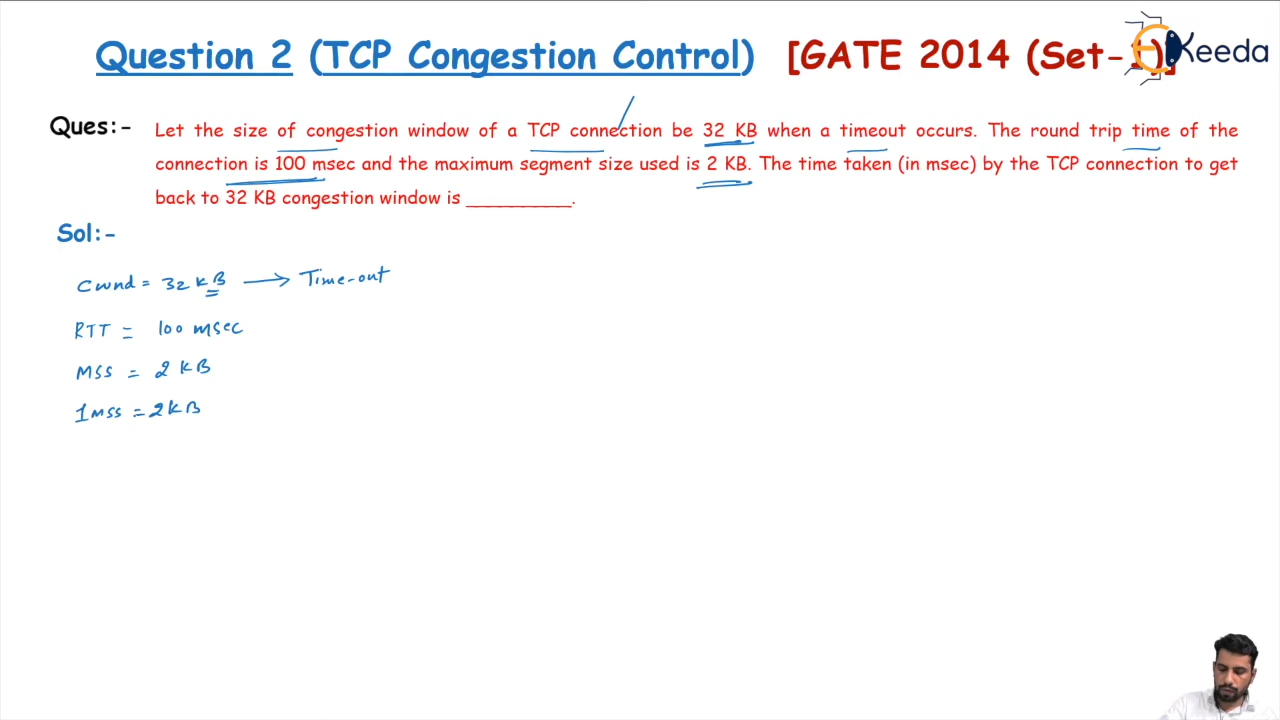 Question 2 (TCP Congestion Control) [GATE 2014 (Set-1)]
Keeda
Ques:- Let the size of congestion window of a TCP connection be 32 KB when a timeout occurs. The round trip time of the
connection is 100 msec and the maximum segment size used is 2 KB. The time taken (in msec) by the TCP connection to get
back to 32 KB congestion window is _________.
Sol:-
Cwnd = 32 KB → Time-out
RTT = 100 msec
MSS = 2 KB
1 MSS = 2 KB